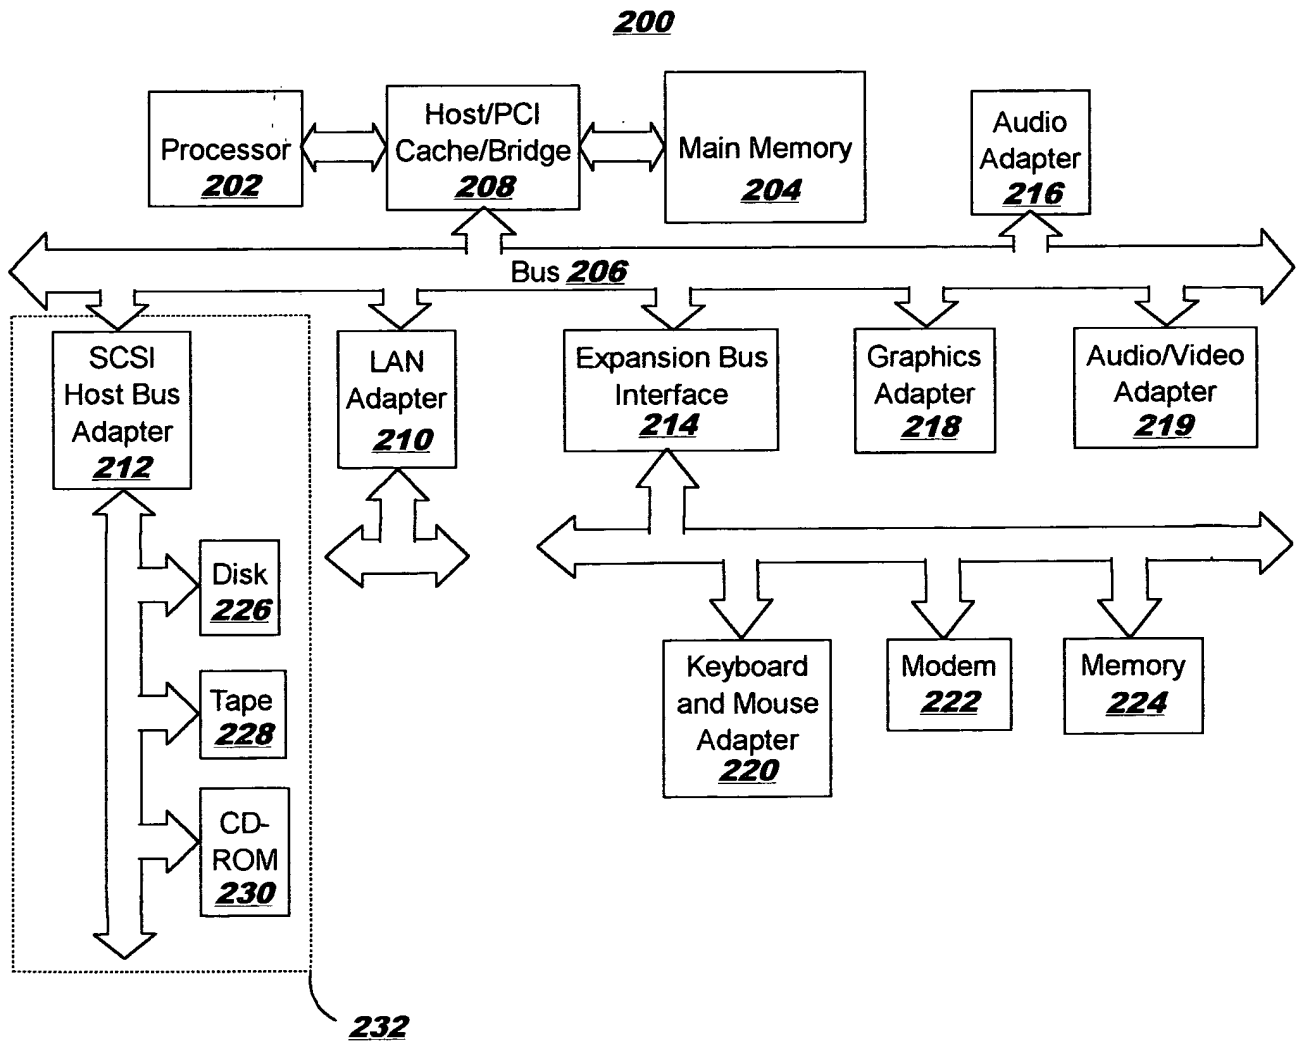 200
Processor
202
Host/PCI
Cache/Bridge
208
Main Memory
204
Audio
Adapter
216
Bus 206
SCSI
Host Bus
Adapter
212
LAN
Adapter
210
Expansion Bus
Interface
214
Graphics
Adapter
218
Audio/Video
Adapter
219
Disk
226
Tape
228
CD-
ROM
230
Keyboard
and Mouse
Adapter
220
Modem
222
Memory
224
232